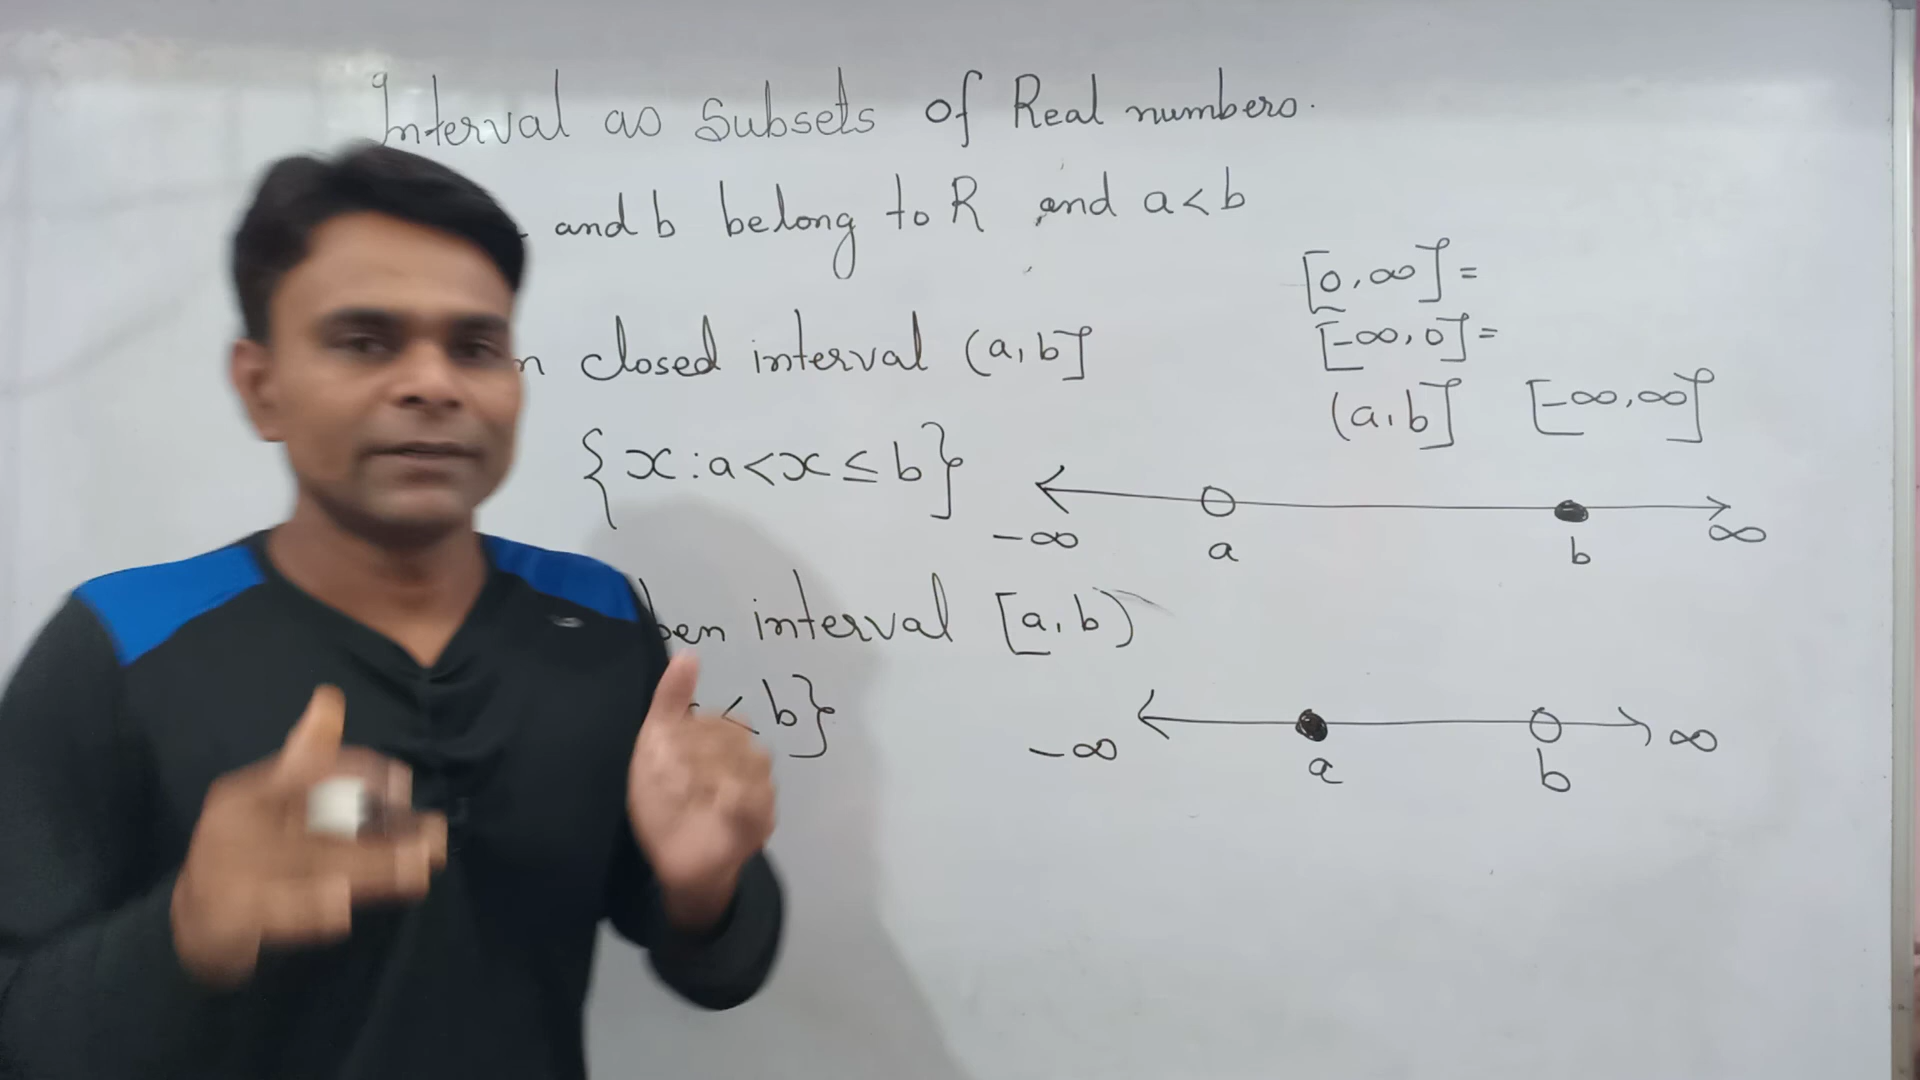 Interval as Subsets of Real numbers.
and b belong to R and a<b
[0,∞]=
[-∞,0]=
closed interval (a,b]
(a,b] [-∞,∞]
{x:a<x≤b}
-∞ a b ∞
interval [a,b)
<b}
-∞ a b ∞